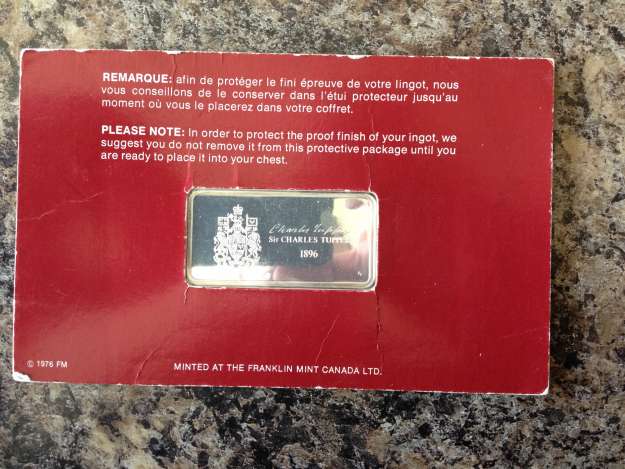 REMARQUE: afin de protéger le fini épreuve de votre lingot, nous
vous conseillons de le conserver dans l'étui protecteur jusqu'au
moment où vous le placerez dans votre coffret.
PLEASE NOTE: In order to protect the proof finish of your ingot, we
suggest you do not remove it from this protective package until you
are ready to place it into your chest.
Charles Tupper
Sir CHARLES TUPPER
1896
© 1976 FM
MINTED AT THE FRANKLIN MINT CANADA LTD.